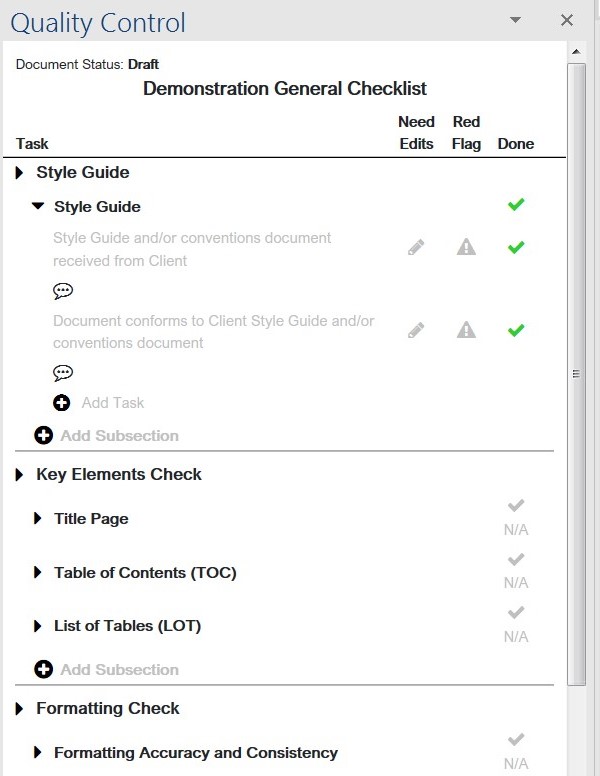 Quality Control
Document Status: Draft
Demonstration General Checklist
Need Red
Task Edits Flag Done
Style Guide
Style Guide
Style Guide and/or conventions document
received from Client
Document conforms to Client Style Guide and/or
conventions document
Add Task
Add Subsection
Key Elements Check
Title Page
N/A
Table of Contents (TOC)
N/A
List of Tables (LOT)
N/A
Add Subsection
Formatting Check
Formatting Accuracy and Consistency
N/A